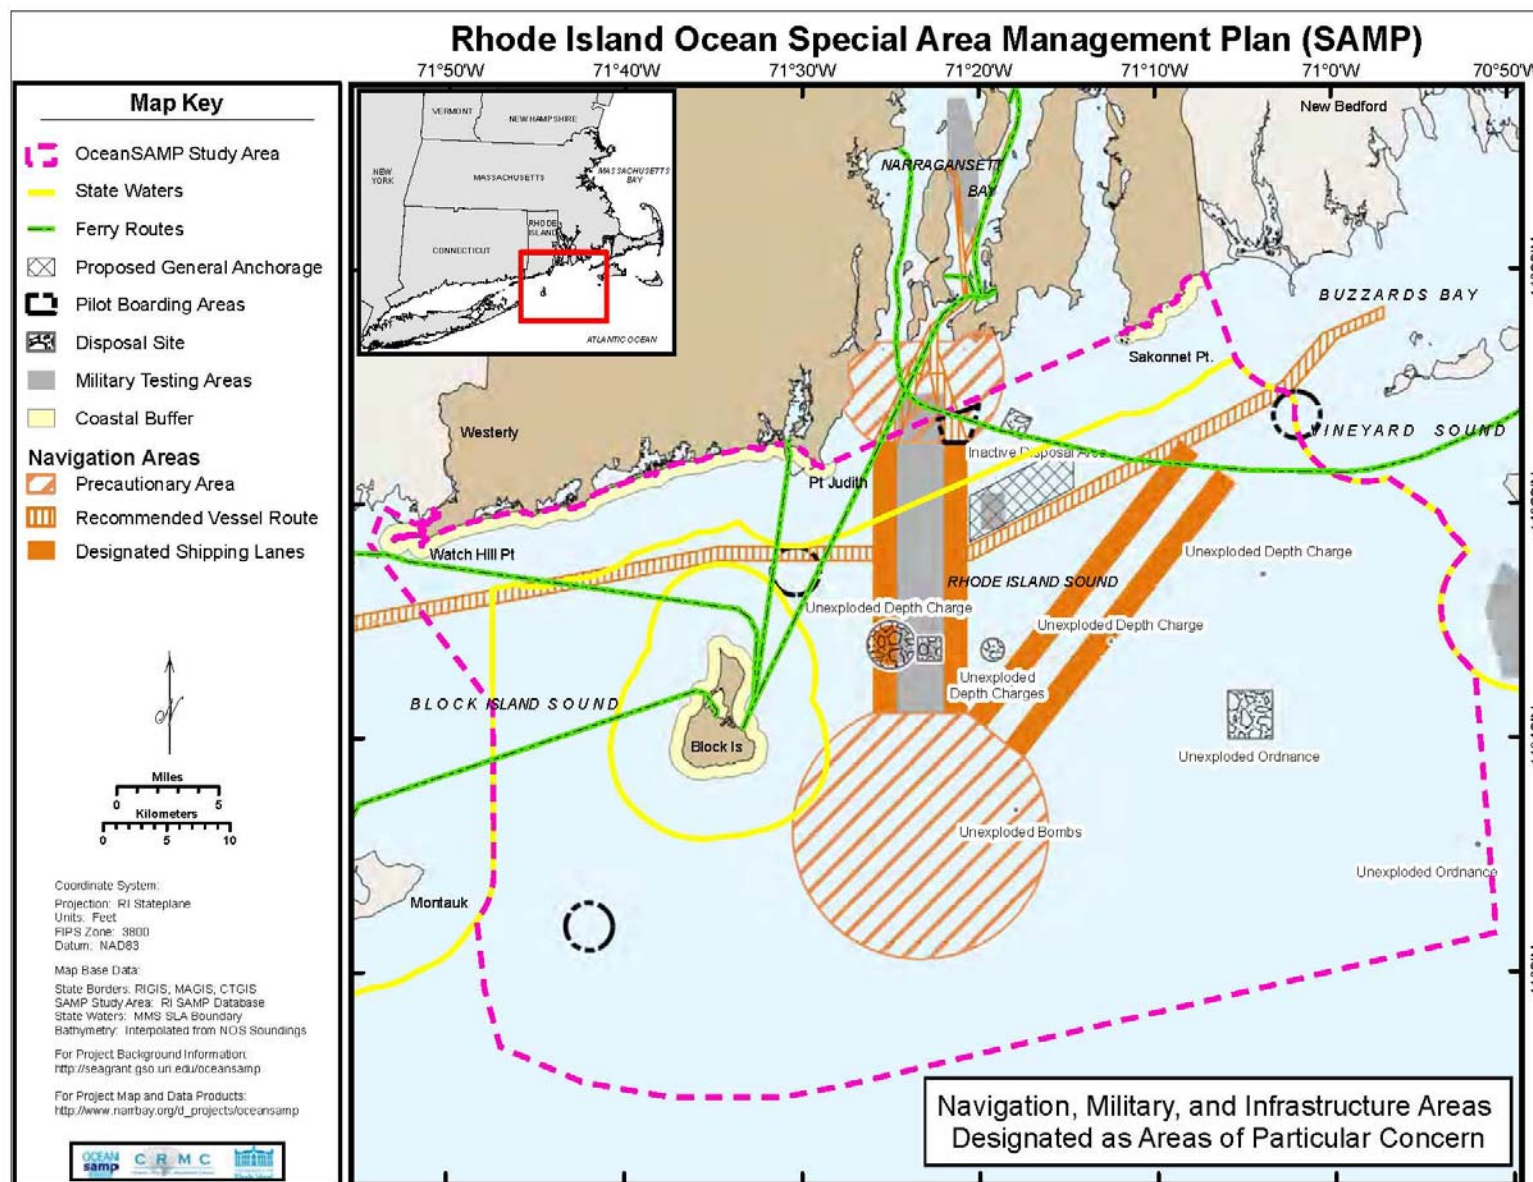 Rhode Island Ocean Special Area Management Plan (SAMP)
71°50'W
71°40'W
71°30'W
71°20'W
71°10'W
71°0'W
70°50'W
Map Key
OceanSAMP Study Area
State Waters
Ferry Routes
Proposed General Anchorage
Pilot Boarding Areas
Disposal Site
Military Testing Areas
Coastal Buffer
Navigation Areas
Precautionary Area
Recommended Vessel Route
Designated Shipping Lanes
N
Miles
0 5
Kilometers
0 5 10
Coordinate System:
Projection: RI Stateplane
Units: Feet
FIPS Zone: 3800
Datum: NAD83
Map Base Data:
State Borders: RIGIS, MAGIS, CTGIS
SAMP Study Area: RI SAMP Database
State Waters: MMS SLA Boundary
Bathymetry: Interpolated from NOS Soundings
For Project Background Information:
http://seagrant.gso.uri.edu/oceansamp
For Project Map and Data Products:
http://www.narrbay.org/d_projects/oceansamp
OCEAN
samp
CRMC
VERMONT
NEW HAMPSHIRE
NEW
YORK
MASSACHUSETTS
MASSACHUSETTS
BAY
RHODE
ISLAND
CONNECTICUT
ATLANTIC OCEAN
New Bedford
NARRAGANSETT
BAY
BUZZARDS BAY
Sakonnet Pt.
VINEYARD SOUND
Westerly
Inactive Disposal Area
Pt Judith
Watch Hill Pt
Unexploded Depth Charge
RHODE ISLAND SOUND
Unexploded Depth Charge
Unexploded Depth Charge
Unexploded
Depth Charges
BLOCK ISLAND SOUND
Block Is
Unexploded Ordnance
Unexploded Bombs
Unexploded Ordnance
Montauk
Navigation, Military, and Infrastructure Areas
Designated as Areas of Particular Concern